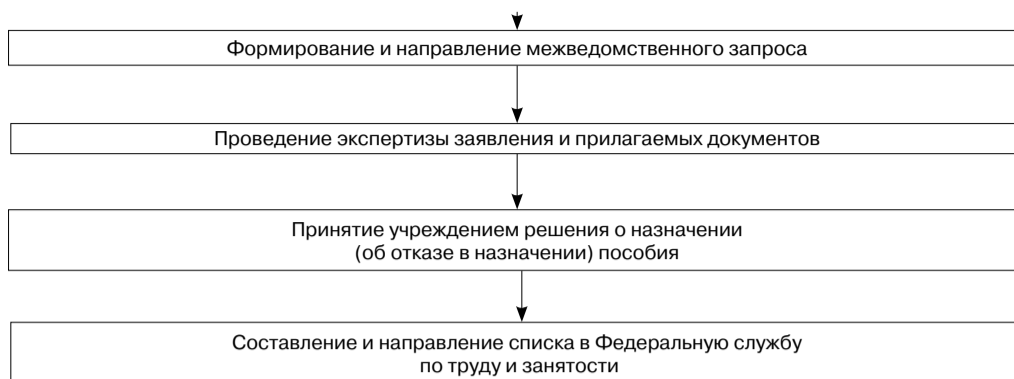 Формирование и направление межведомственного запроса
Проведение экспертизы заявления и прилагаемых документов
Принятие учреждением решения о назначении
(об отказе в назначении) пособия
Составление и направление списка в Федеральную службу
по труду и занятости